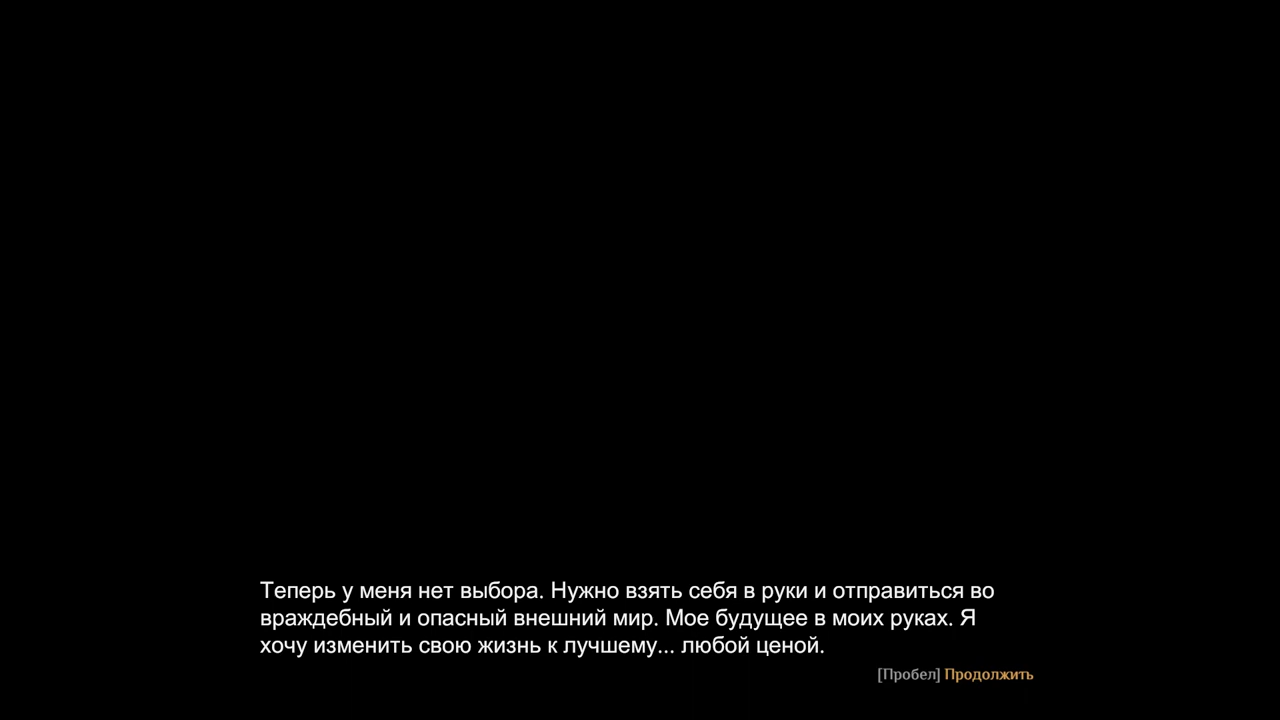 Теперь у меня нет выбора. Нужно взять себя в руки и отправиться во
враждебный и опасный внешний мир. Мое будущее в моих руках. Я
хочу изменить свою жизнь к лучшему... любой ценой.
[Пробел] Продолжить